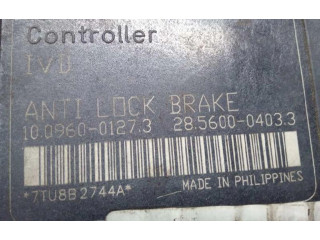 Controller
IVD
ANTI LOCK BRAKE
10.0960-0127.3 28.5600-0403.3
MADE IN PHILIPPINES
*7TU8B2744A*